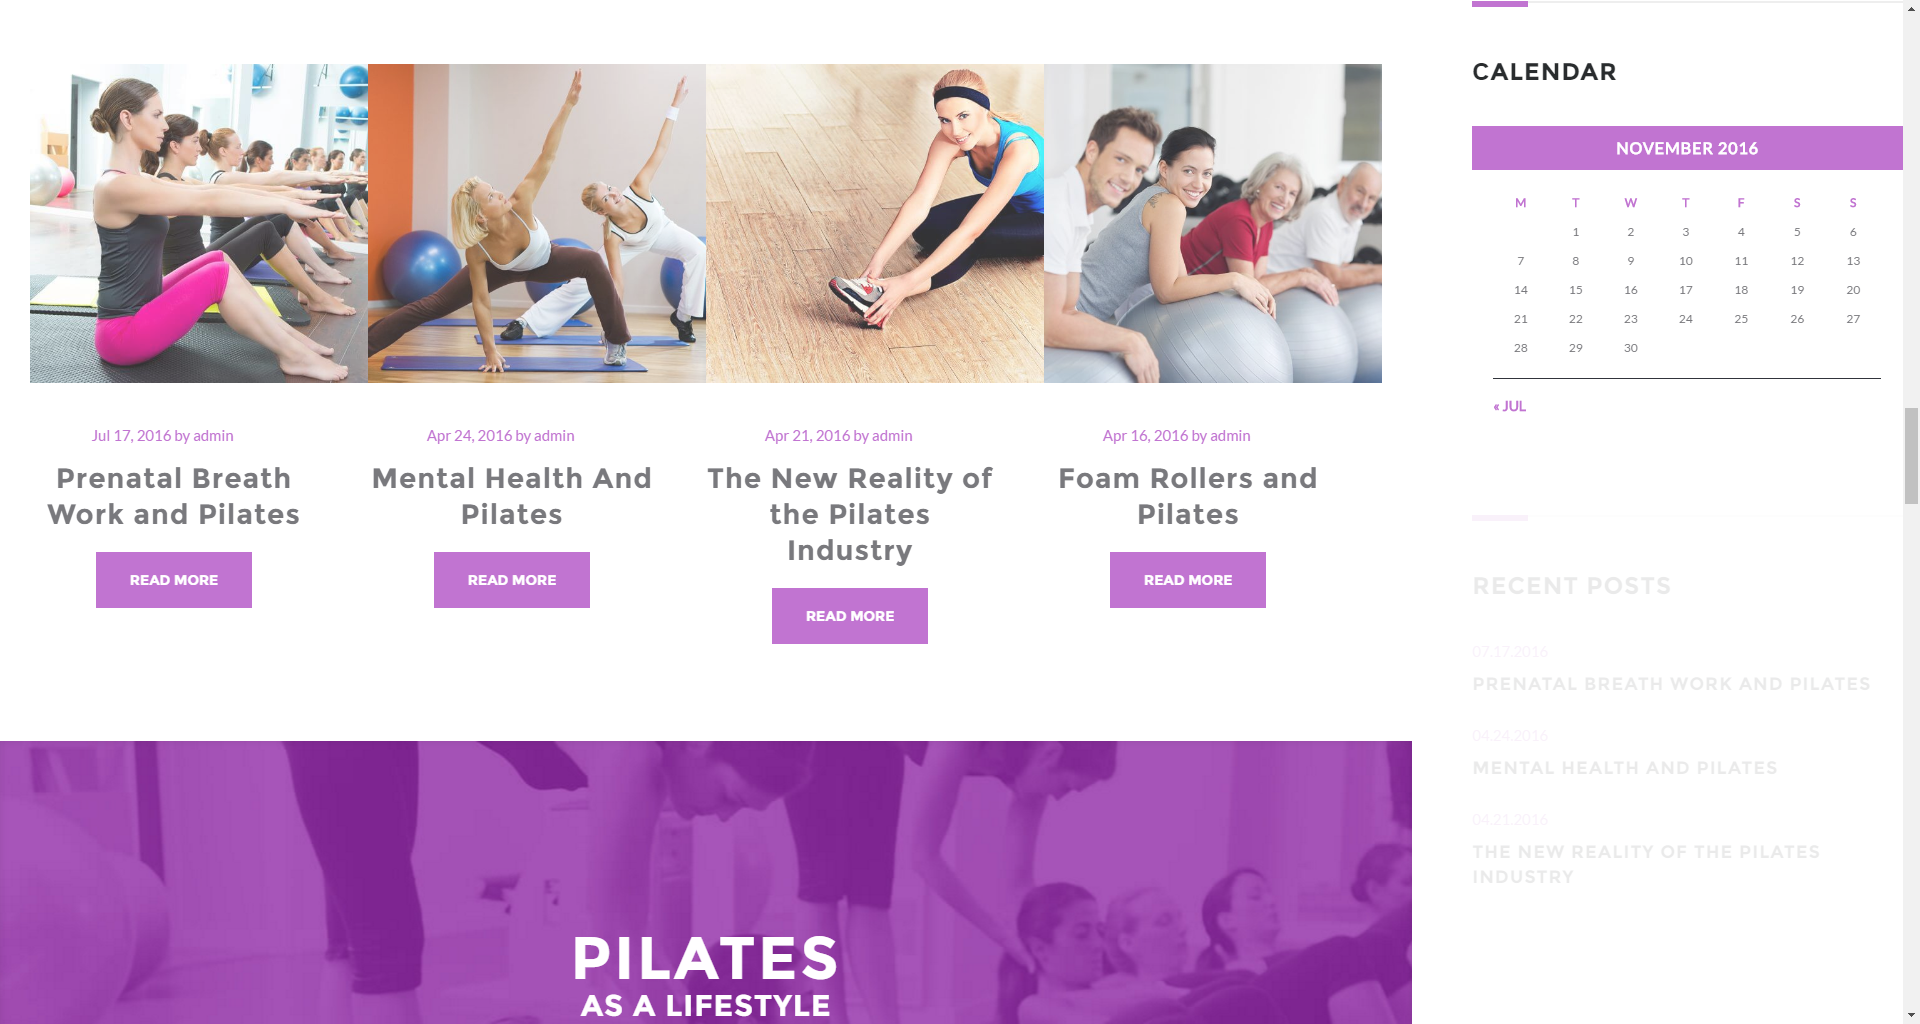 Jul 17, 2016 by admin
Prenatal Breath
Work and Pilates
READ MORE
Apr 24, 2016 by admin
Mental Health And
Pilates
READ MORE
Apr 21, 2016 by admin
The New Reality of
the Pilates
Industry
READ MORE
Apr 16, 2016 by admin
Foam Rollers and
Pilates
READ MORE
PILATES
AS A LIFESTYLE
CALENDAR
NOVEMBER 2016
M T W T F S S
1 2 3 4 5 6
7 8 9 10 11 12 13
14 15 16 17 18 19 20
21 22 23 24 25 26 27
28 29 30
« JUL
RECENT POSTS
07.17.2016
PRENATAL BREATH WORK AND PILATES
04.24.2016
MENTAL HEALTH AND PILATES
04.21.2016
THE NEW REALITY OF THE PILATES
INDUSTRY